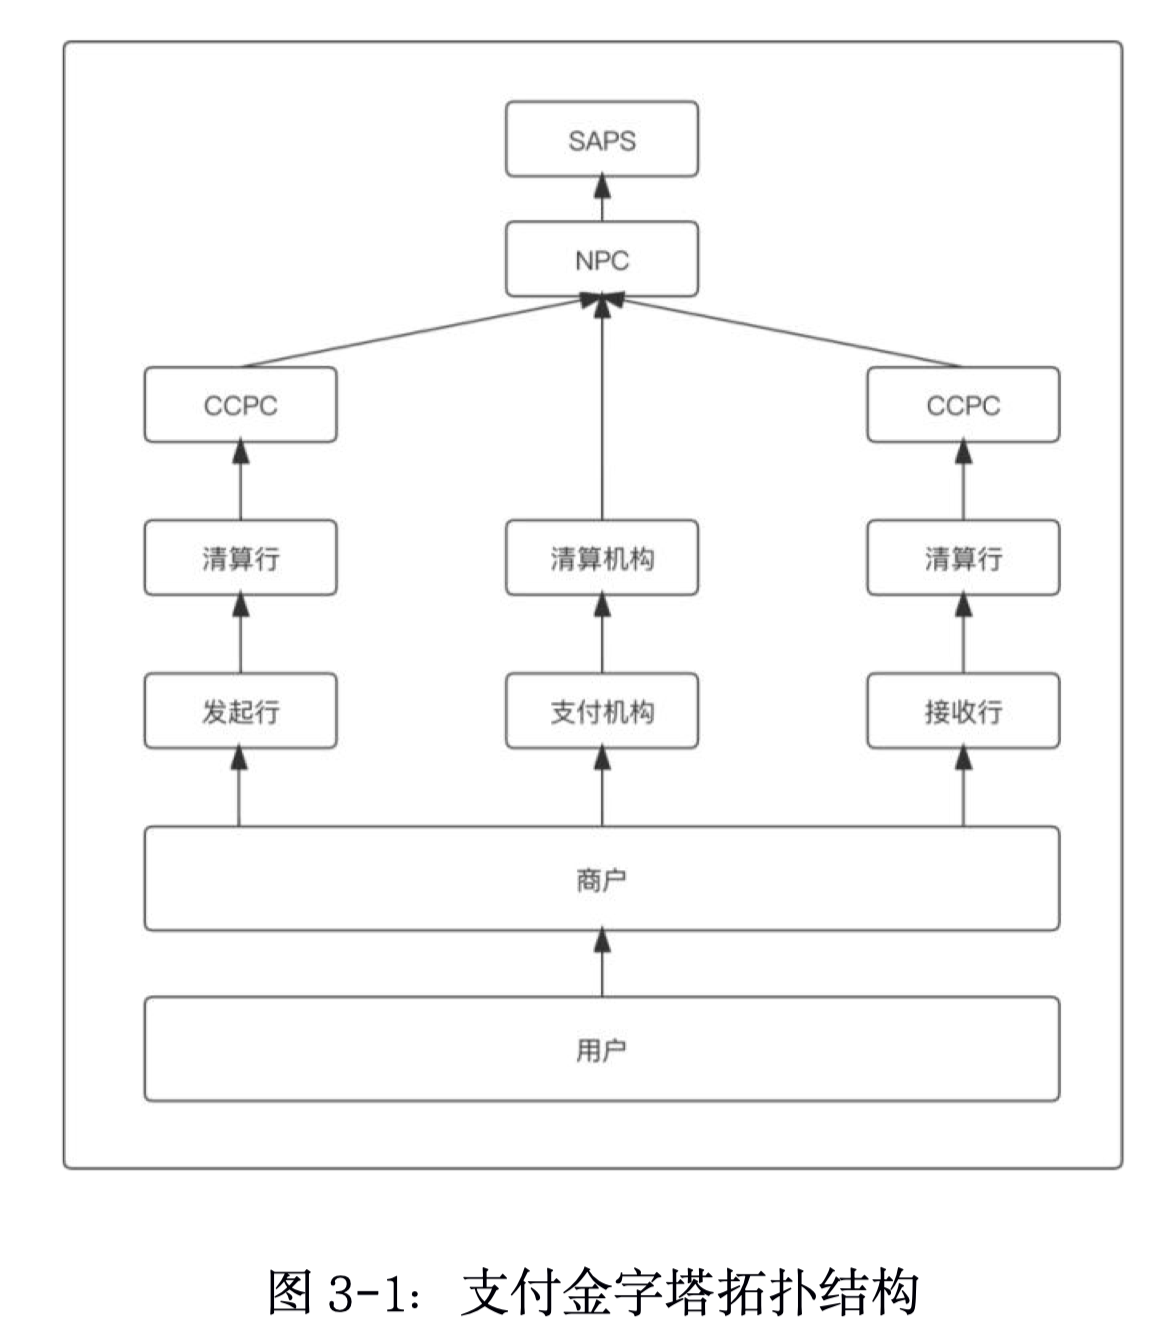 SAPS
NPC
CCPC
CCPC
清算行
清算机构
清算行
发起行
支付机构
接收行
商户
用户
图 3-1：支付金字塔拓扑结构